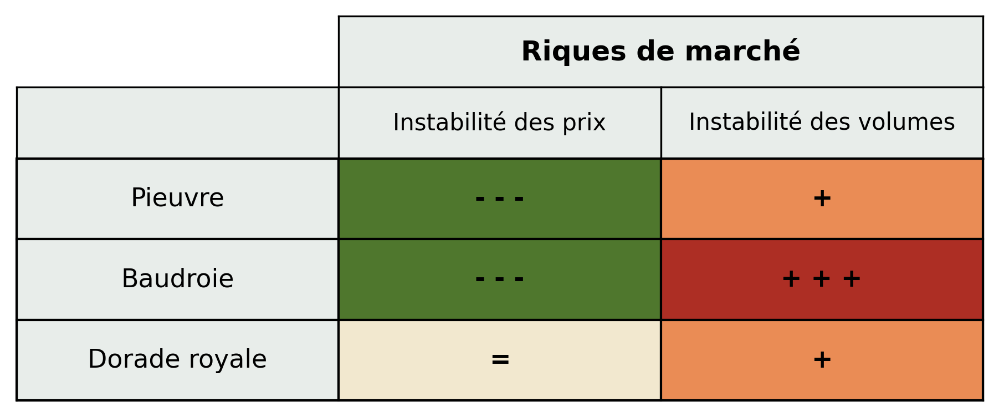 Riques de marché
Instabilité des prix Instabilité des volumes
Pieuvre - - - +
Baudroie - - - + + +
Dorade royale = +